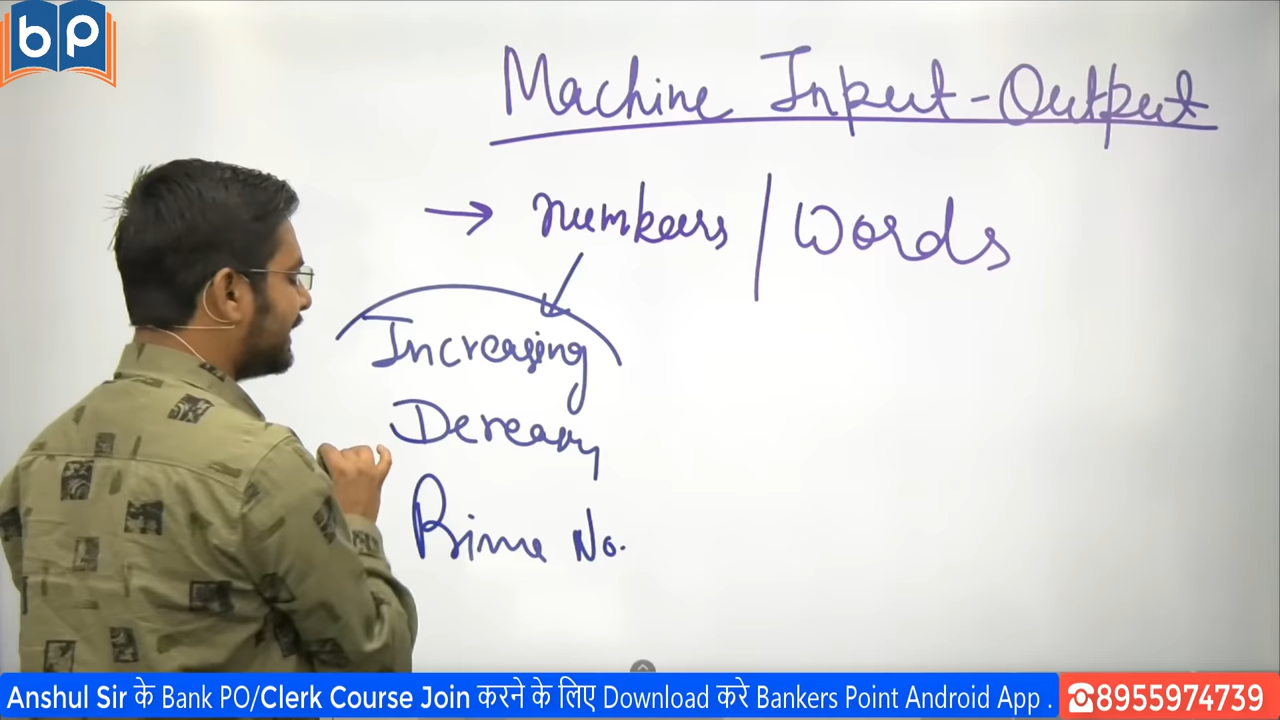 bp
Machine Input-Output
→ numbers / Words
Increasing
Decreasing
Prime No.
Anshul Sir के Bank PO/Clerk Course Join करने के लिए Download करे Bankers Point Android App .
☎8955974739